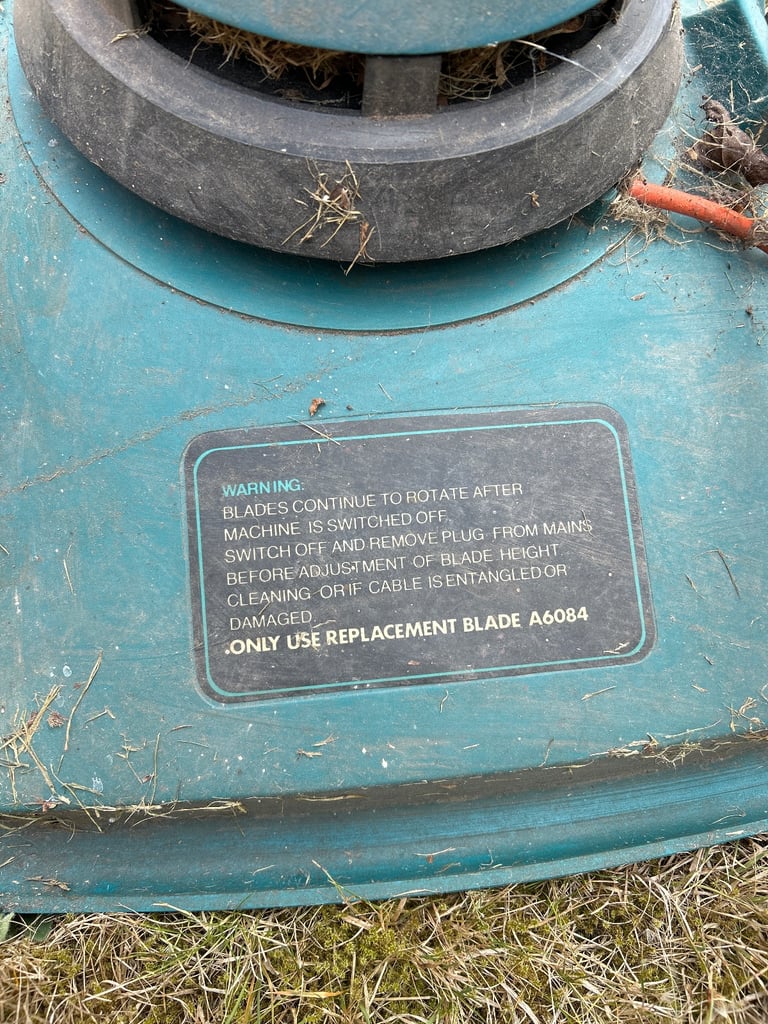 WARNING:
BLADES CONTINUE TO ROTATE AFTER
MACHINE IS SWITCHED OFF.
SWITCH OFF AND REMOVE PLUG FROM MAINS
BEFORE ADJUSTMENT OF BLADE HEIGHT.
CLEANING OR IF CABLE IS ENTANGLED OR
DAMAGED.
.ONLY USE REPLACEMENT BLADE A6084